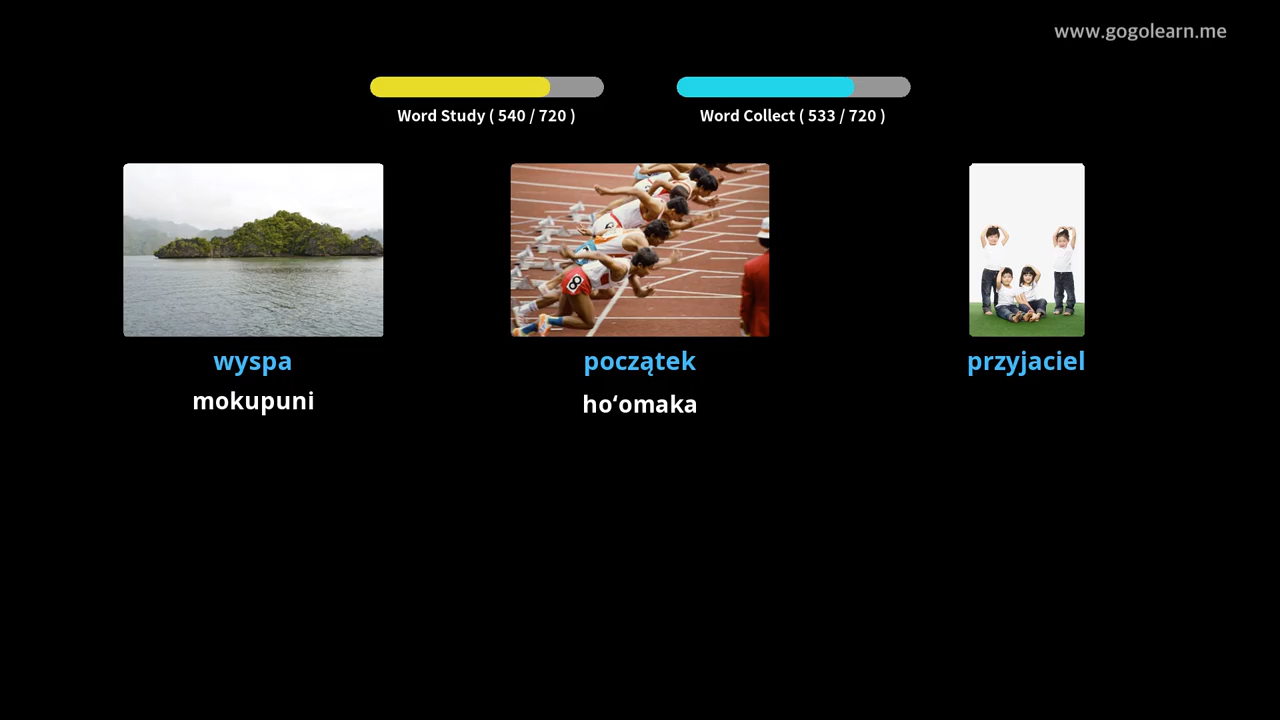 www.gogolearn.me
Word Study ( 540 / 720 )
Word Collect ( 533 / 720 )
wyspa
początek
przyjaciel
mokupuni
hoʻomaka